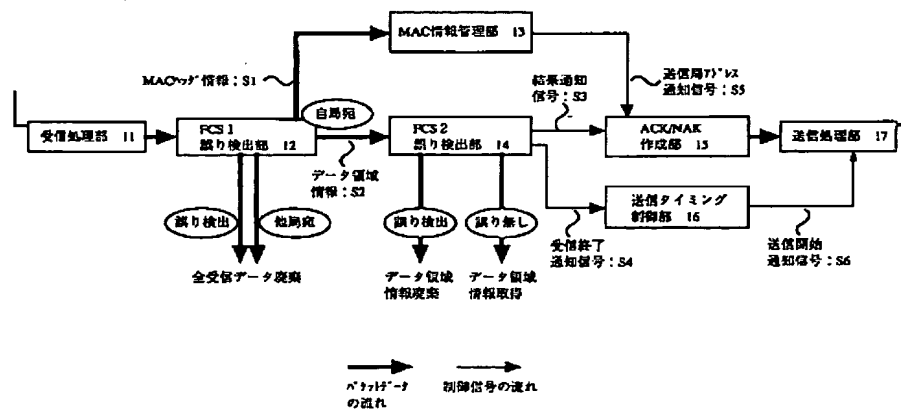 MAC情報管理部 13
MACヘッダ情報:S1
自局宛
結果通知
信号:S3
送信局アドレス
通知信号:S5
受信処理部 11
FCS1
誤り検出部 12
FCS2
誤り検出部 14
ACK/NAK
作成部 15
送信処理部 17
データ領域
情報:S2
誤り検出
他局宛
誤り検出
誤り無し
送信タイミング
制御部 16
受信終了
通知信号:S4
送信開始
通知信号:S6
全受信データ廃棄
データ領域
情報廃棄
データ領域
情報取得
パケットデータ
の流れ
制御信号の流れ